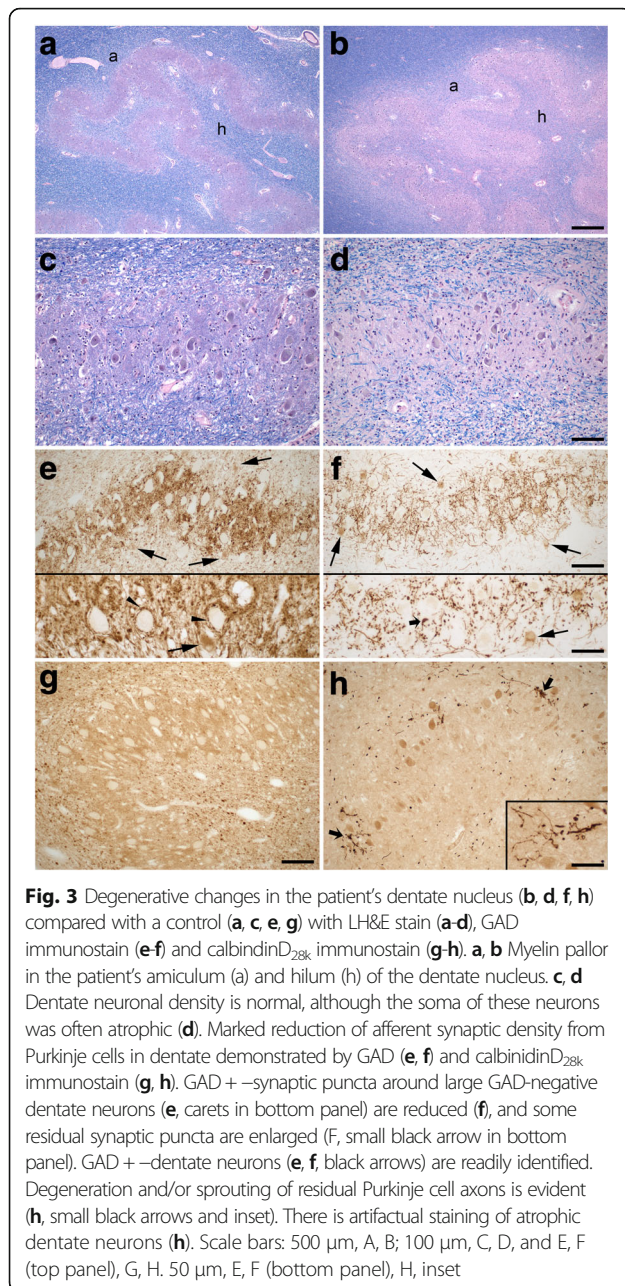 a
b
a
h
a
h
c
d
e
f
g
h
Fig. 3 Degenerative changes in the patient's dentate nucleus (b, d, f, h)
compared with a control (a, c, e, g) with LH&E stain (a-d), GAD
immunostain (e-f) and calbindinD28k immunostain (g-h). a, b Myelin pallor
in the patient's amiculum (a) and hilum (h) of the dentate nucleus. c, d
Dentate neuronal density is normal, although the soma of these neurons
was often atrophic (d). Marked reduction of afferent synaptic density from
Purkinje cells in dentate demonstrated by GAD (e, f) and calbinidinD28k
immunostain (g, h). GAD + −synaptic puncta around large GAD-negative
dentate neurons (e, carets in bottom panel) are reduced (f), and some
residual synaptic puncta are enlarged (F, small black arrow in bottom
panel). GAD + −dentate neurons (e, f, black arrows) are readily identified.
Degeneration and/or sprouting of residual Purkinje cell axons is evident
(h, small black arrows and inset). There is artifactual staining of atrophic
dentate neurons (h). Scale bars: 500 μm, A, B; 100 μm, C, D, and E, F
(top panel), G, H. 50 μm, E, F (bottom panel), H, inset